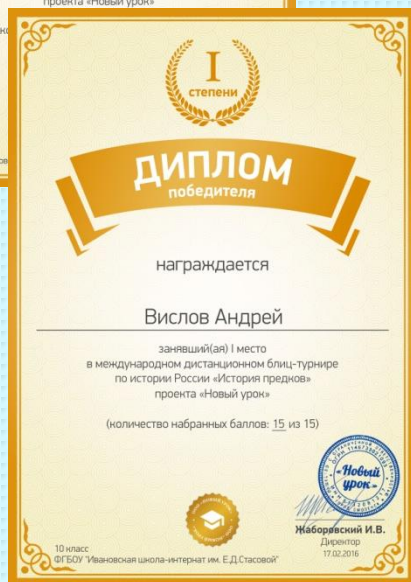 проекта «Новый урок»
I
степени
ДИПЛОМ
победителя
награждается
Вислов Андрей
занявший(ая) I место
в международном дистанционном блиц-турнире
по истории России «История предков»
проекта «Новый урок»
(количество набранных баллов: 15 из 15)
«Новый
урок»
Жаборовский И.В.
Директор
17.02.2016
10 класс
ФГБОУ "Ивановская школа-интернат им. Е.Д.Стасовой"